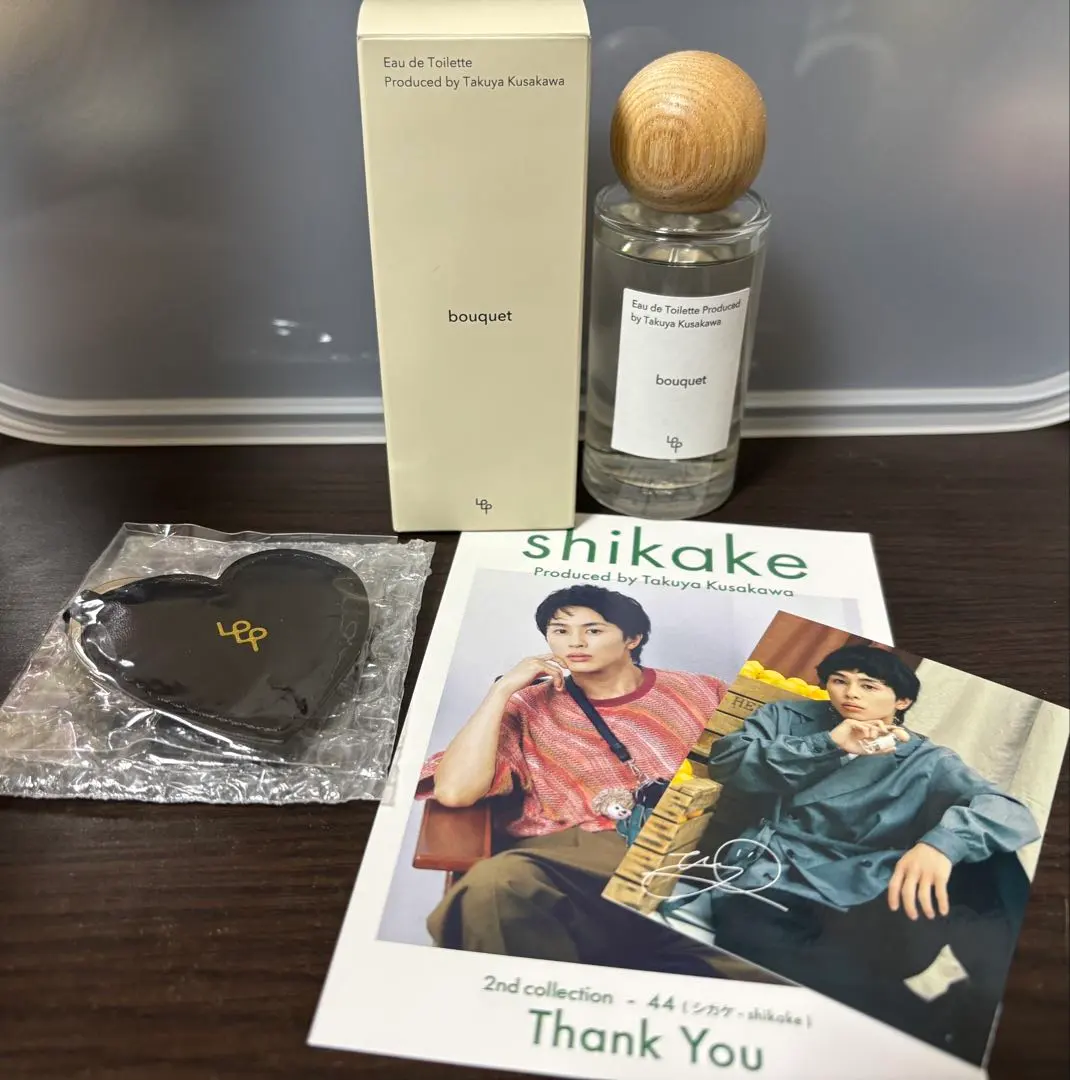 Eau de Toilette
Produced by Takuya Kusakawa
bouquet
Eau de Toilette Produced
by Takuya Kusakawa
bouquet
shikake
Produced by Takuya Kusakawa
2nd collection - 44 ( シカケ - shikake )
Thank You